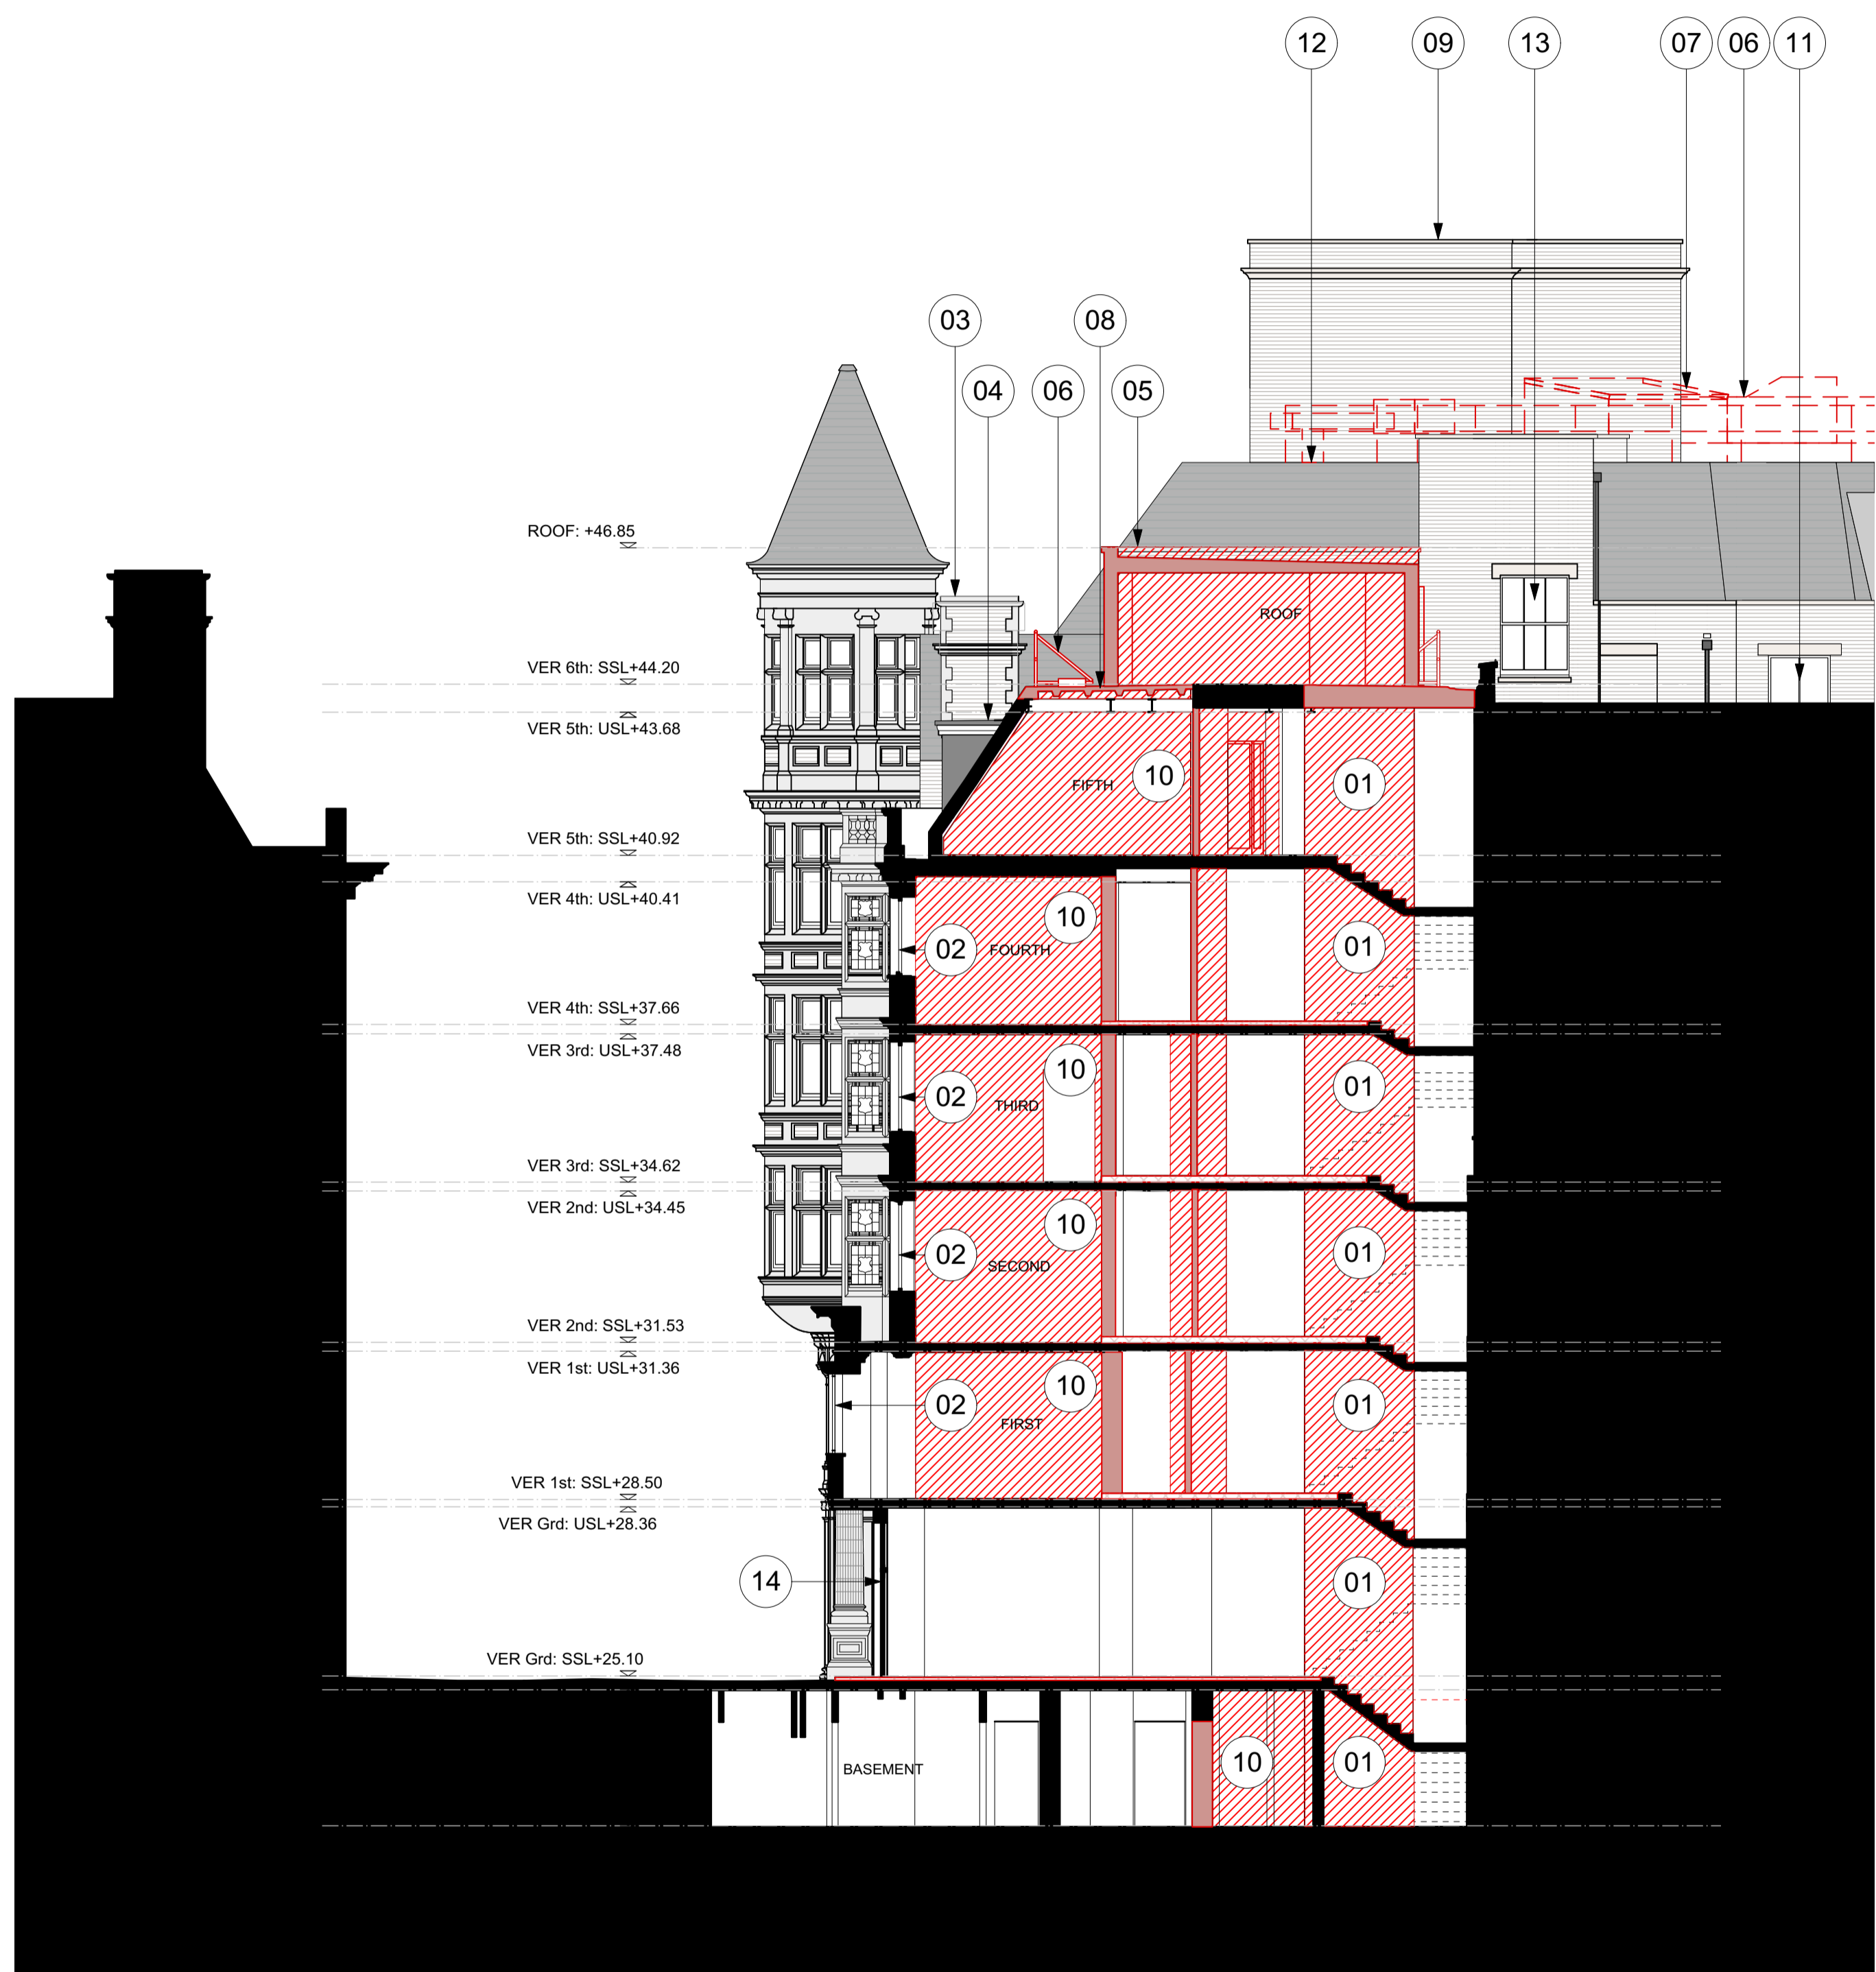 12 09 13 07 06 11
03 08
04 06 05
ROOF: +46.85
ROOF
VER 6th: SSL+44.20
VER 5th: USL+43.68
10
FIFTH
01
VER 5th: SSL+40.92
VER 4th: USL+40.41
10
02 FOURTH
01
VER 4th: SSL+37.66
VER 3rd: USL+37.48
10
01
02 THIRD
VER 3rd: SSL+34.62
VER 2nd: USL+34.45
10
02
01
SECOND
VER 2nd: SSL+31.53
VER 1st: USL+31.36
10
02
01
FIRST
VER 1st: SSL+28.50
VER Grd: USL+28.36
14
01
VER Grd: SSL+25.10
BASEMENT
10
01